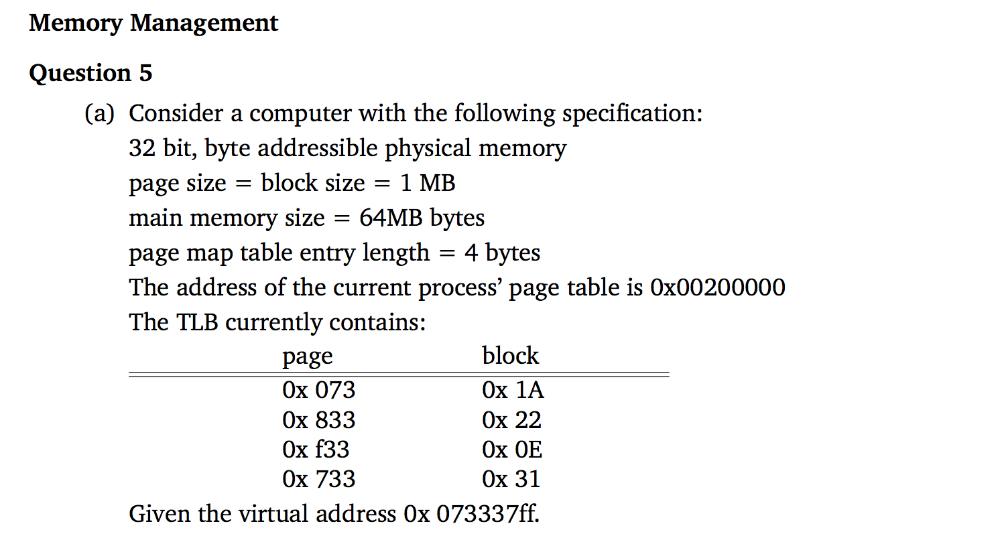 Memory Management
Question 5
(a) Consider a computer with the following specification:
32 bit, byte addressible physical memory
page size = block size = 1 MB
main memory size = 64MB bytes
page map table entry length = 4 bytes
The address of the current process’ page table is 0x00200000
The TLB currently contains:
page block
0x 073 0x 1A
0x 833 0x 22
0x f33 0x 0E
0x 733 0x 31
Given the virtual address 0x 073337ff.